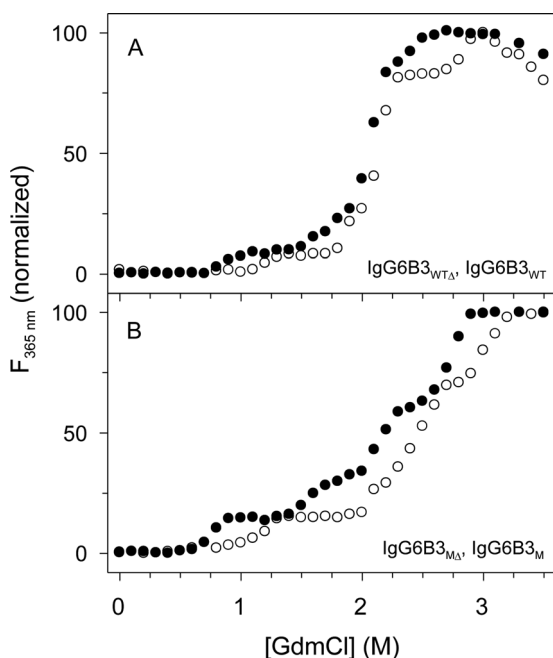 A
100
50
0
IgG6B3WTΔ, IgG6B3WT
F365 nm (normalized)
B
100
50
0
IgG6B3MΔ, IgG6B3M
0 1 2 3
[GdmCl] (M)